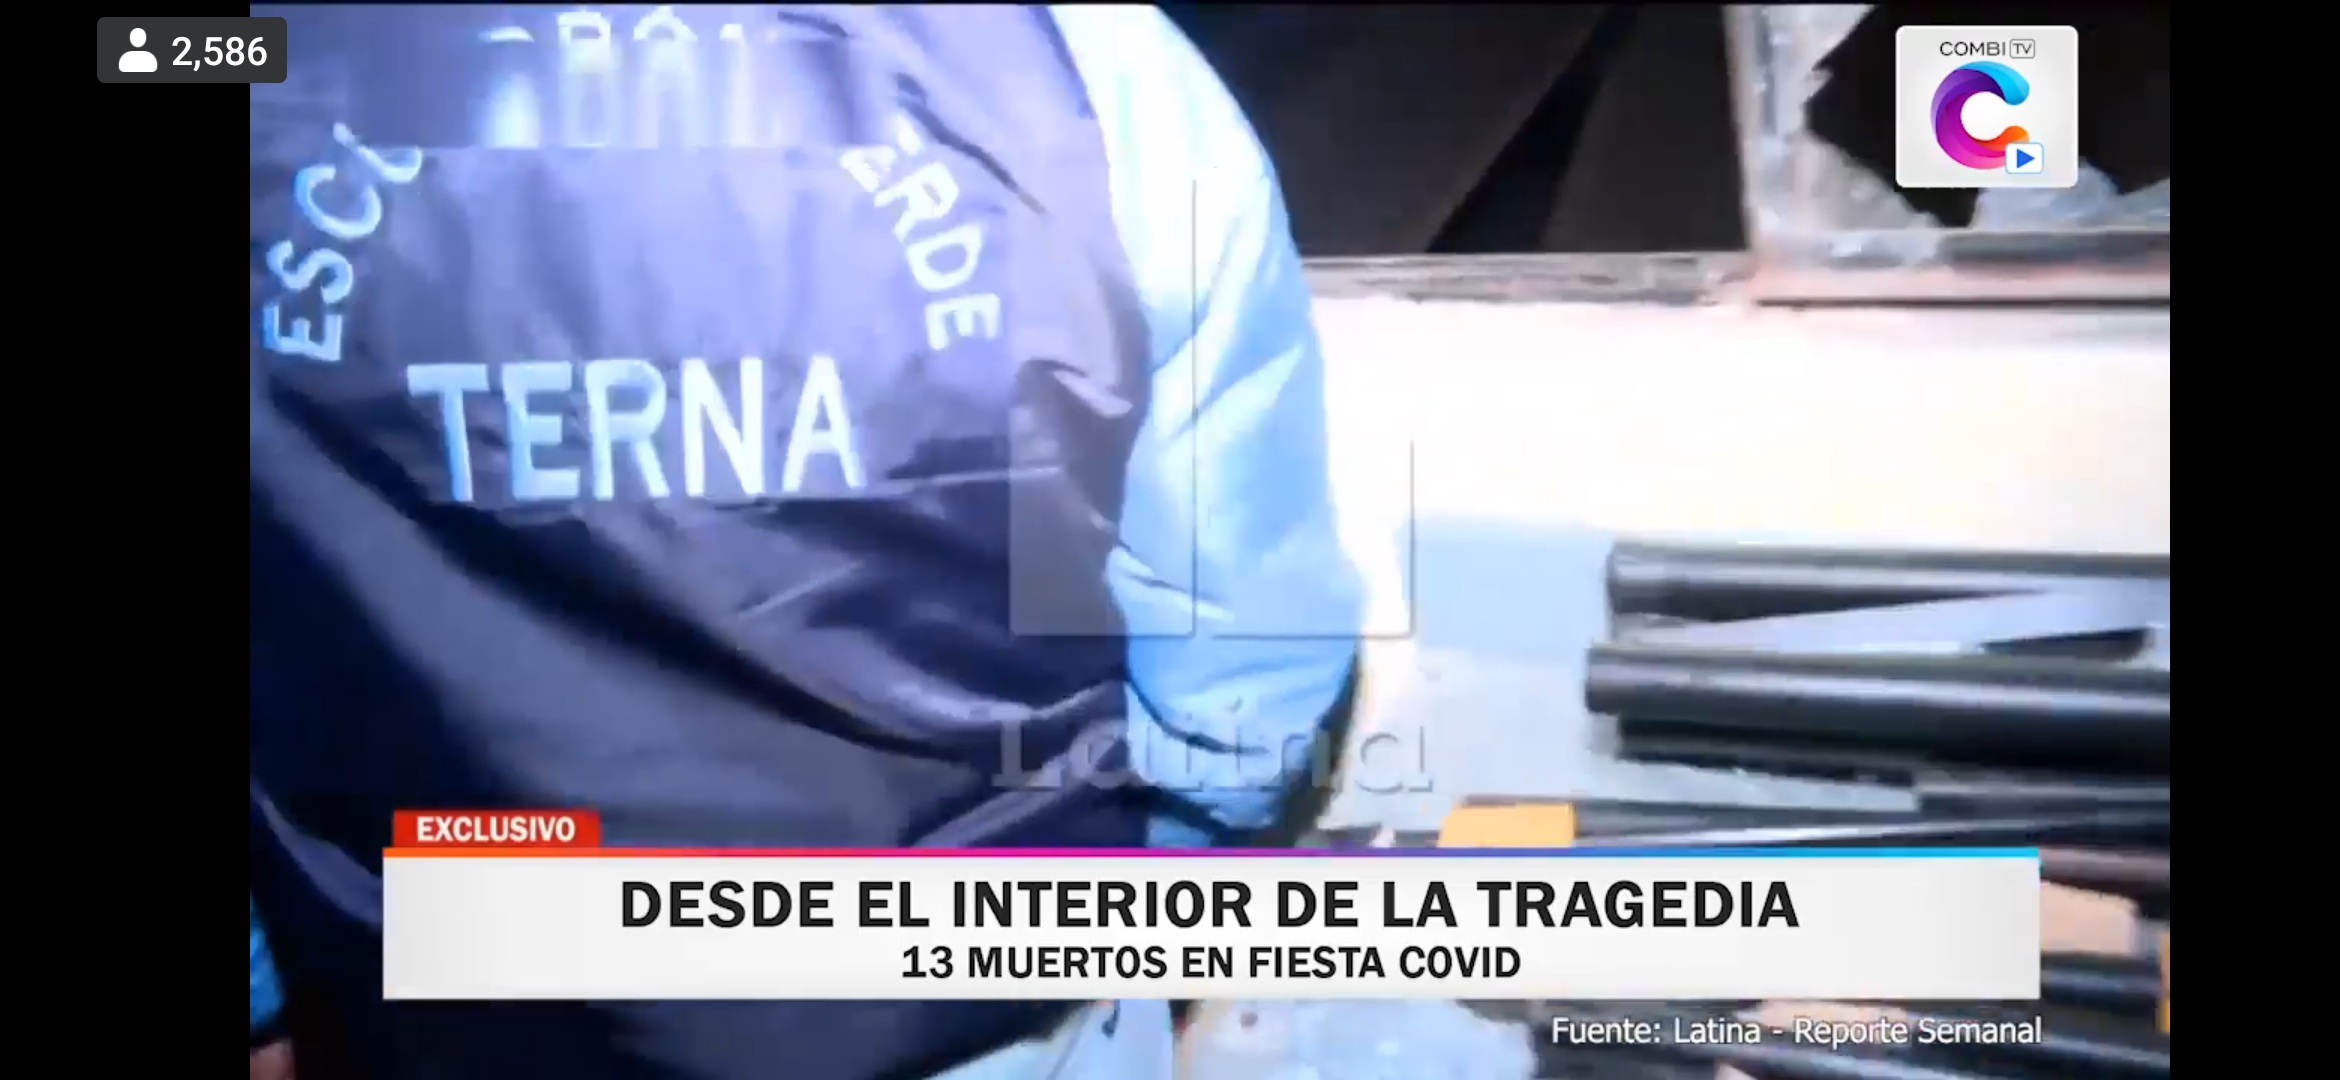 2,586
COMBI TV
ERDE
TERNA
Latina
EXCLUSIVO
DESDE EL INTERIOR DE LA TRAGEDIA
13 MUERTOS EN FIESTA COVID
Fuente: Latina - Reporte Semanal